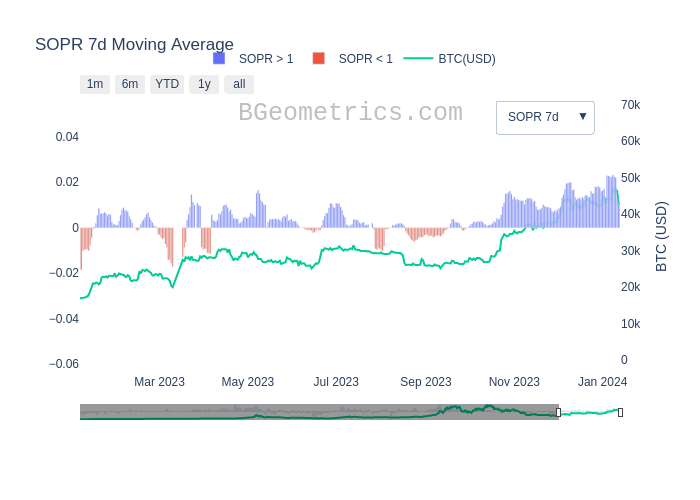 SOPR 7d Moving Average
SOPR > 1
SOPR < 1
BTC(USD)
1m
6m
YTD
1y
all
BGeometrics.com
SOPR 7d ▼
0.04
0.02
0
−0.02
−0.04
−0.06
70k
60k
50k
40k
30k
20k
10k
0
BTC (USD)
Mar 2023
May 2023
Jul 2023
Sep 2023
Nov 2023
Jan 2024